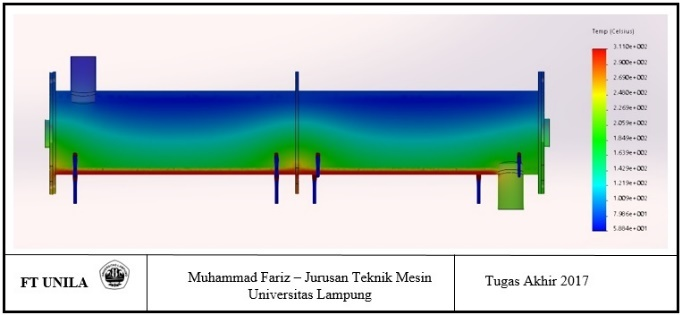 Temp (Celsius)
3.110e+002
2.900e+002
2.690e+002
2.480e+002
2.269e+002
2.059e+002
1.849e+002
1.639e+002
1.429e+002
1.219e+002
1.009e+002
7.986e+001
5.884e+001
FT UNILA
Muhammad Fariz – Jurusan Teknik Mesin
Universitas Lampung
Tugas Akhir 2017